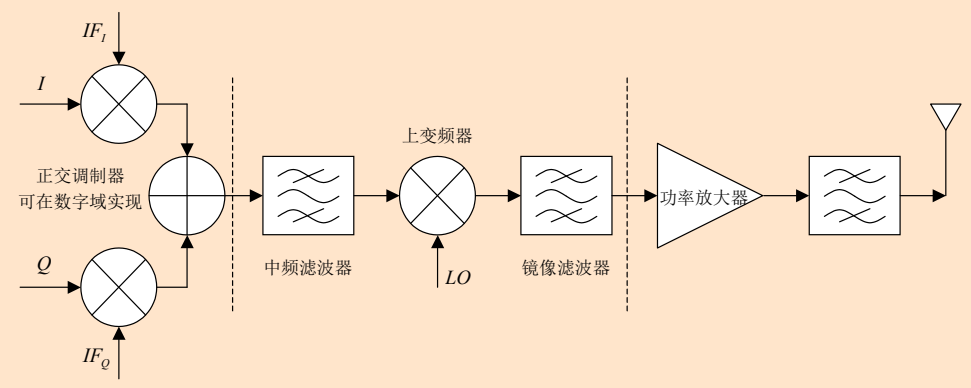 IF_I
I
正交调制器
可在数字域实现
Q
IF_Q
中频滤波器
上变频器
LO
镜像滤波器
功率放大器